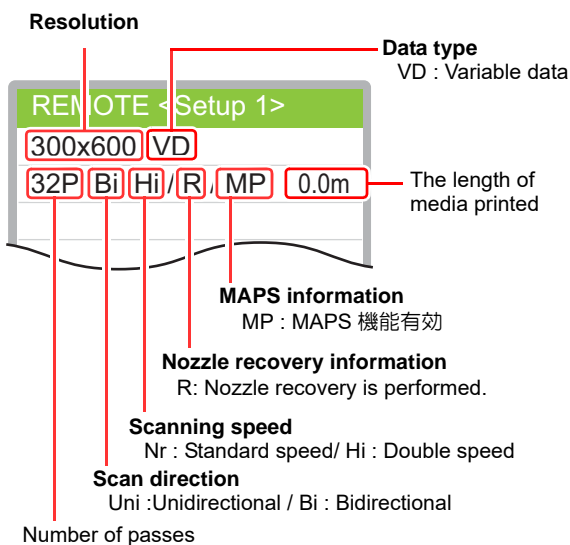 Resolution
Data type
VD : Variable data
REMOTE <Setup 1>
300x600 VD
32P Bi Hi / R / MP 0.0m
The length of
media printed
MAPS information
MP : MAPS 機能有効
Nozzle recovery information
R: Nozzle recovery is performed.
Scanning speed
Nr : Standard speed/ Hi : Double speed
Scan direction
Uni :Unidirectional / Bi : Bidirectional
Number of passes